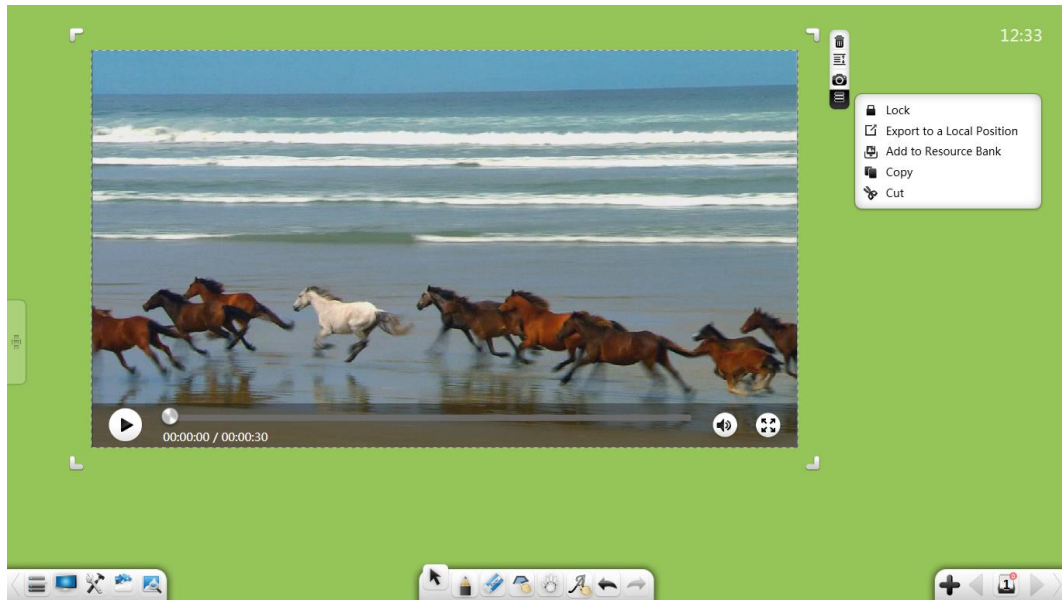 12:33
Lock
Export to a Local Position
Add to Resource Bank
Copy
Cut
00:00:00 / 00:00:30
1